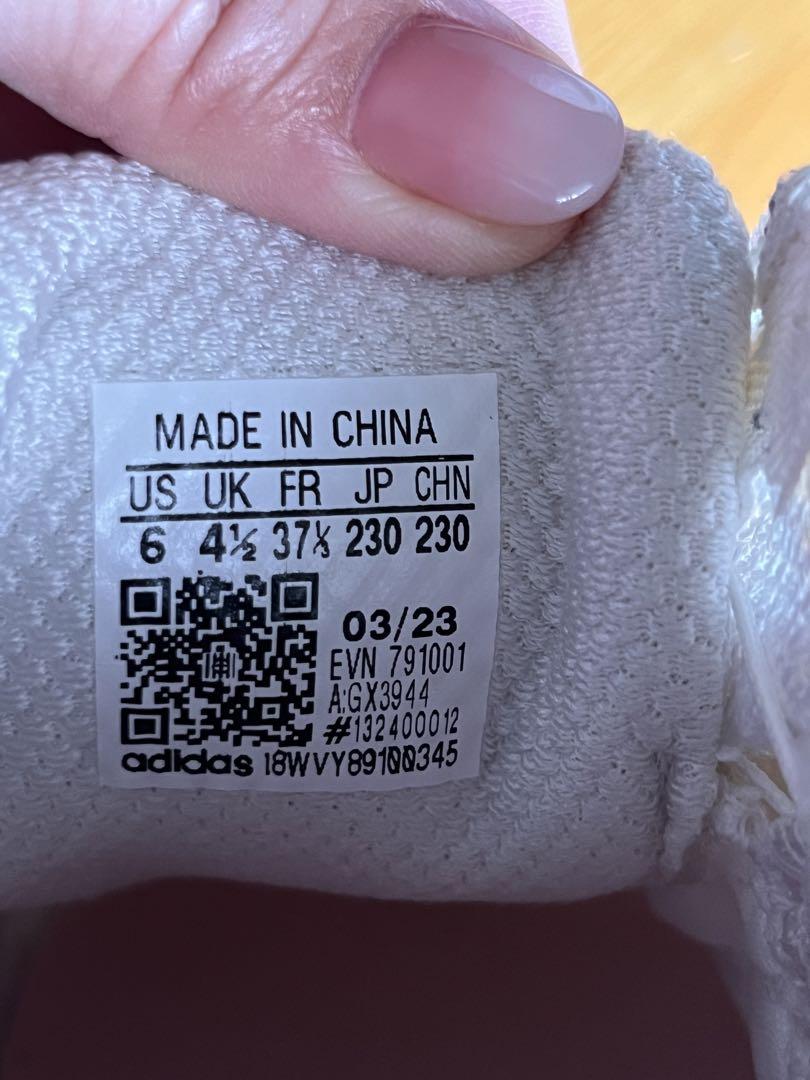 MADE IN CHINA
US UK FR JP CHN
6 4½ 37⅓ 230 230
03/23
EVN 791001
A:GX3944
#132400012
adidas 18WVY89100345